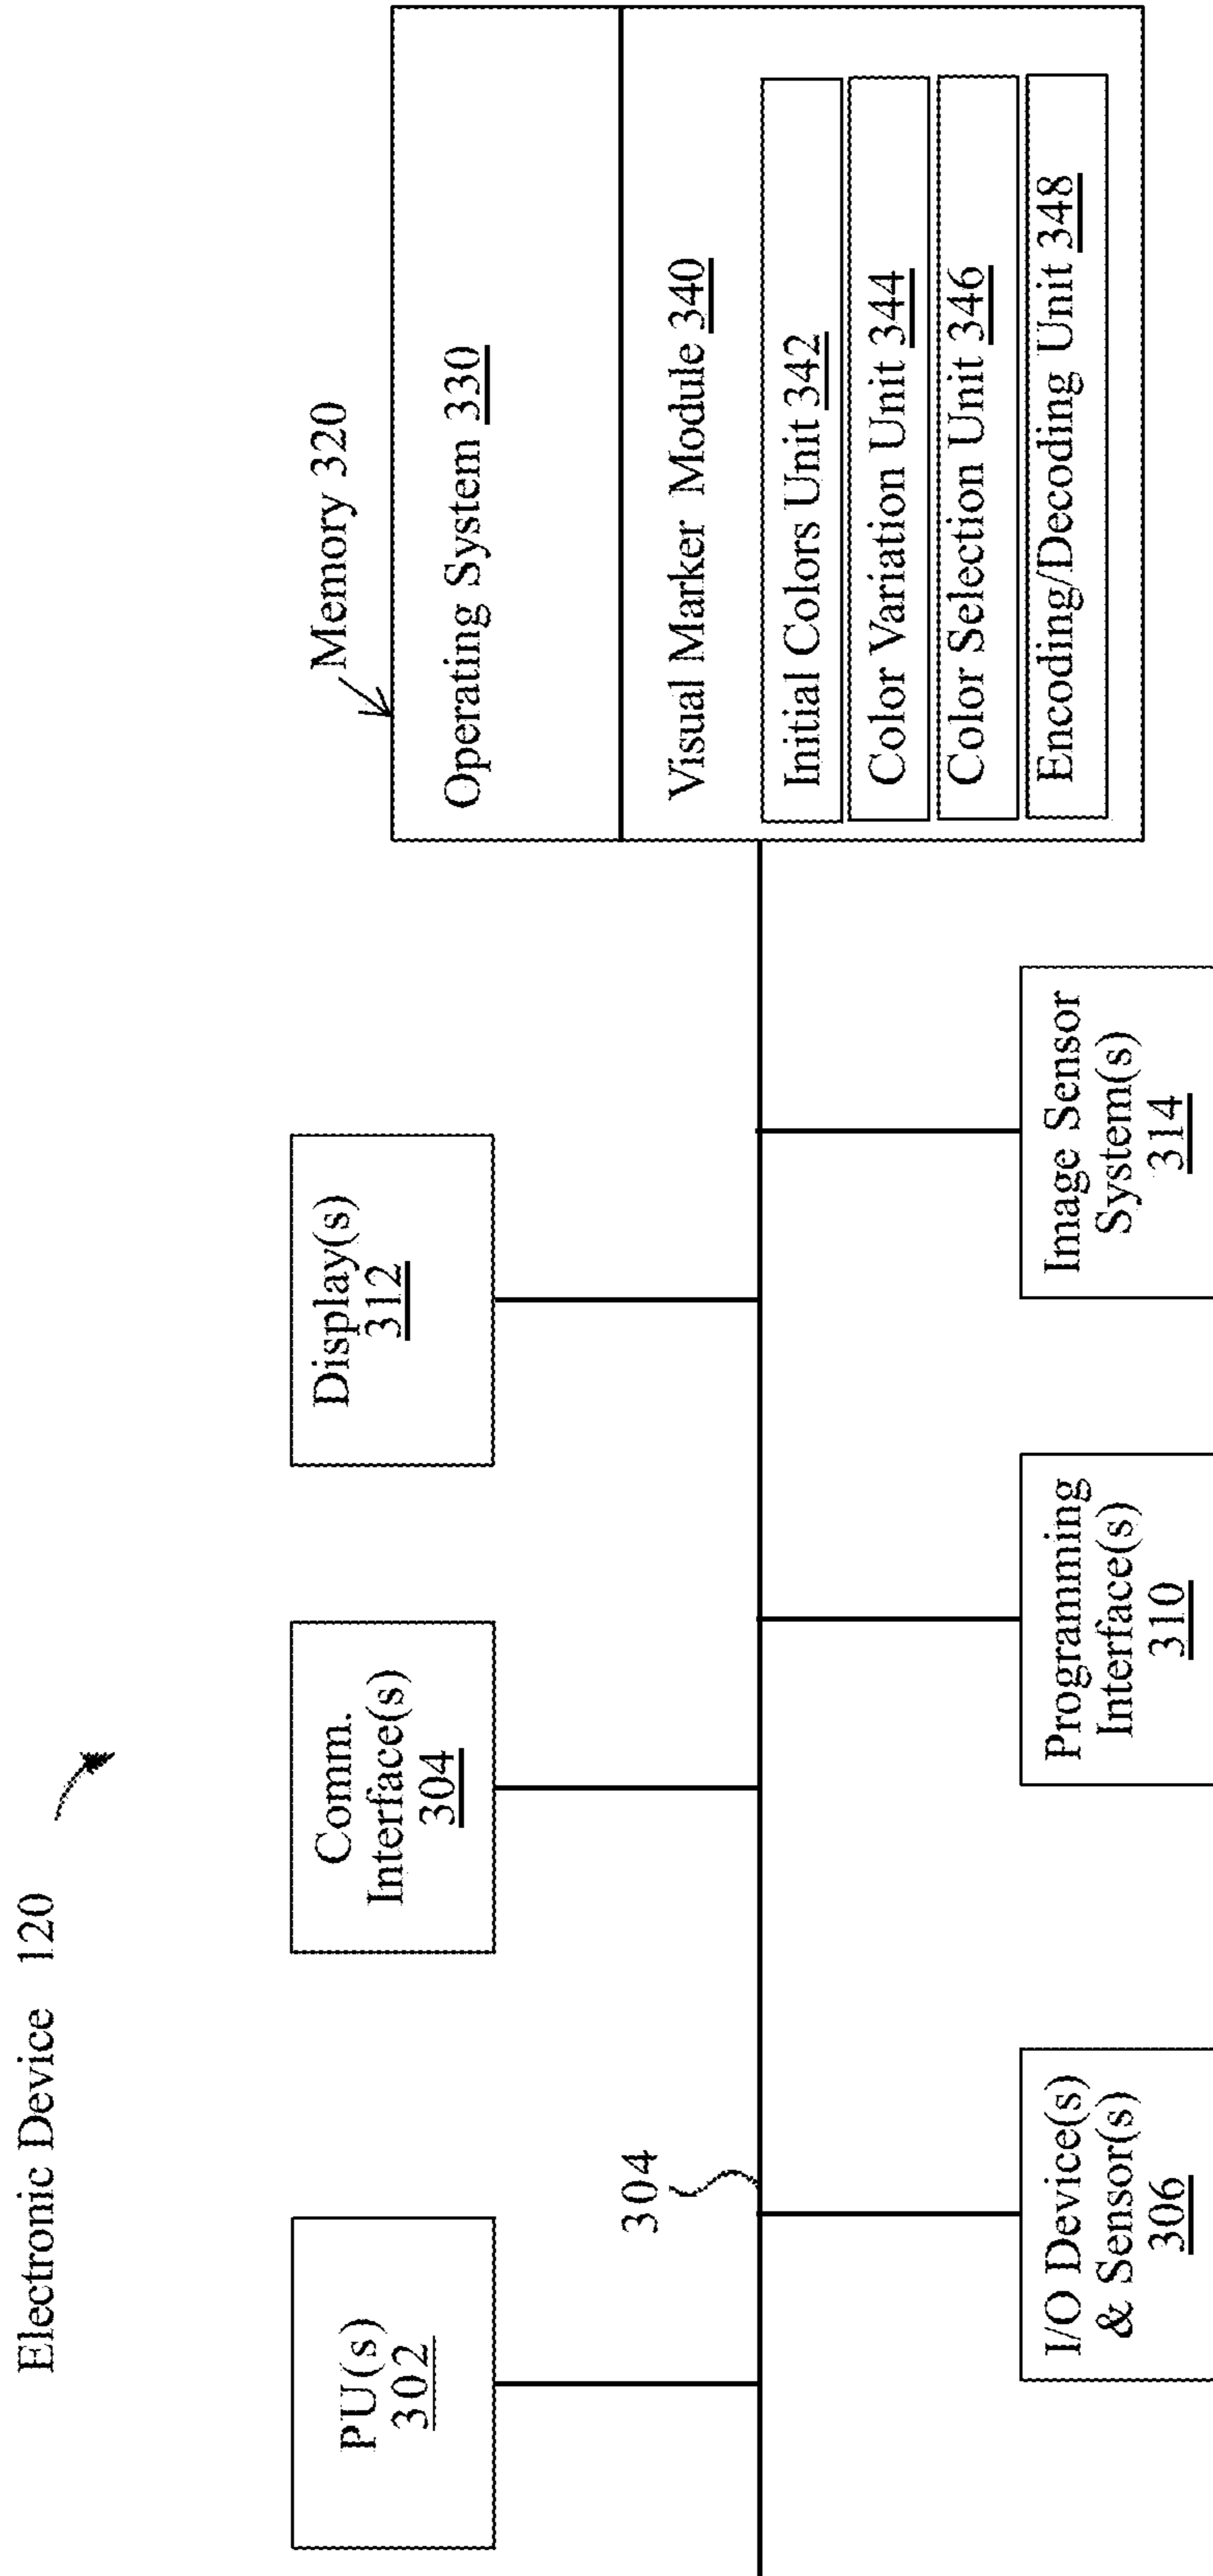 Electronic Device 120
PU(s)
302
Comm.
Interface(s)
304
Display(s)
312
Memory 320
Operating System 330
Visual Marker Module 340
Initial Colors Unit 342
Color Variation Unit 344
Color Selection Unit 346
Encoding/Decoding Unit 348
304
I/O Device(s)
& Sensor(s)
306
Programming
Interface(s)
310
Image Sensor
System(s)
314